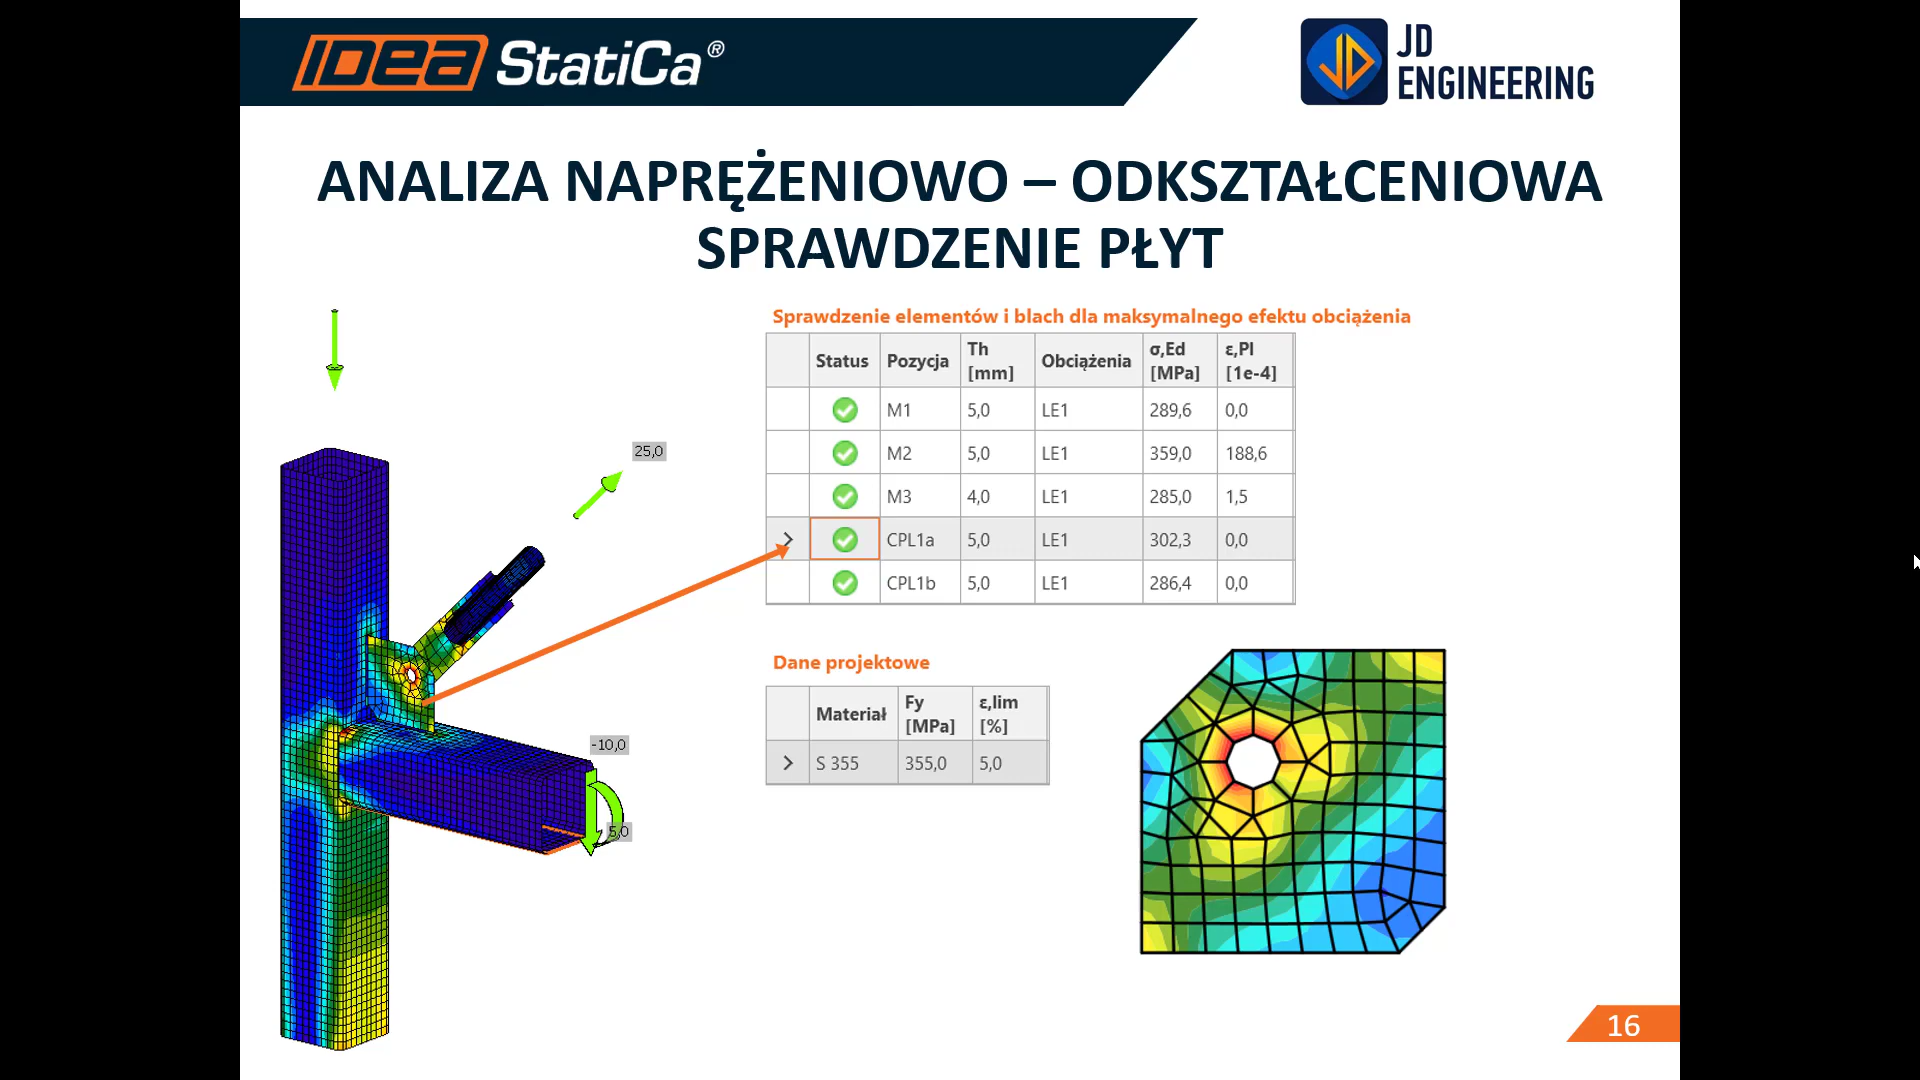 IDEA StatiCa®
JD
ENGINEERING
ANALIZA NAPRĘŻENIOWO – ODKSZTAŁCENIOWA
SPRAWDZENIE PŁYT
Sprawdzenie elementów i blach dla maksymalnego efektu obciążenia
Status Pozycja Th [mm] Obciążenia σ,Ed [MPa] ε,Pl [1e-4]
M1 5,0 LE1 289,6 0,0
M2 5,0 LE1 359,0 188,6
M3 4,0 LE1 285,0 1,5
CPL1a 5,0 LE1 302,3 0,0
CPL1b 5,0 LE1 286,4 0,0
25,0
-10,0
5,0
Dane projektowe
Materiał Fy [MPa] ε,lim [%]
S 355 355,0 5,0
16